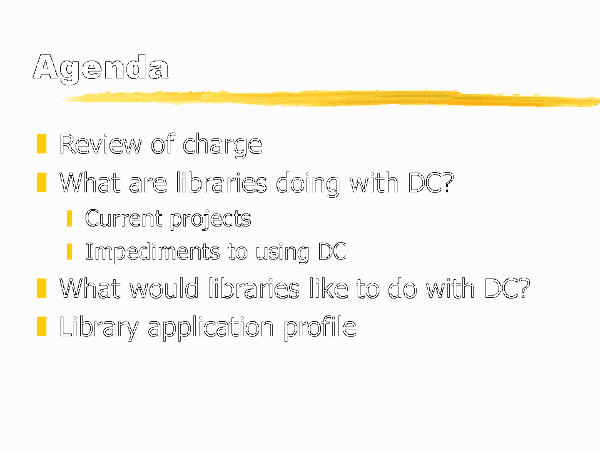 Agenda
Review of charge
What are libraries doing with DC?
Current projects
Impediments to using DC
What would libraries like to do with DC?
Library application profile